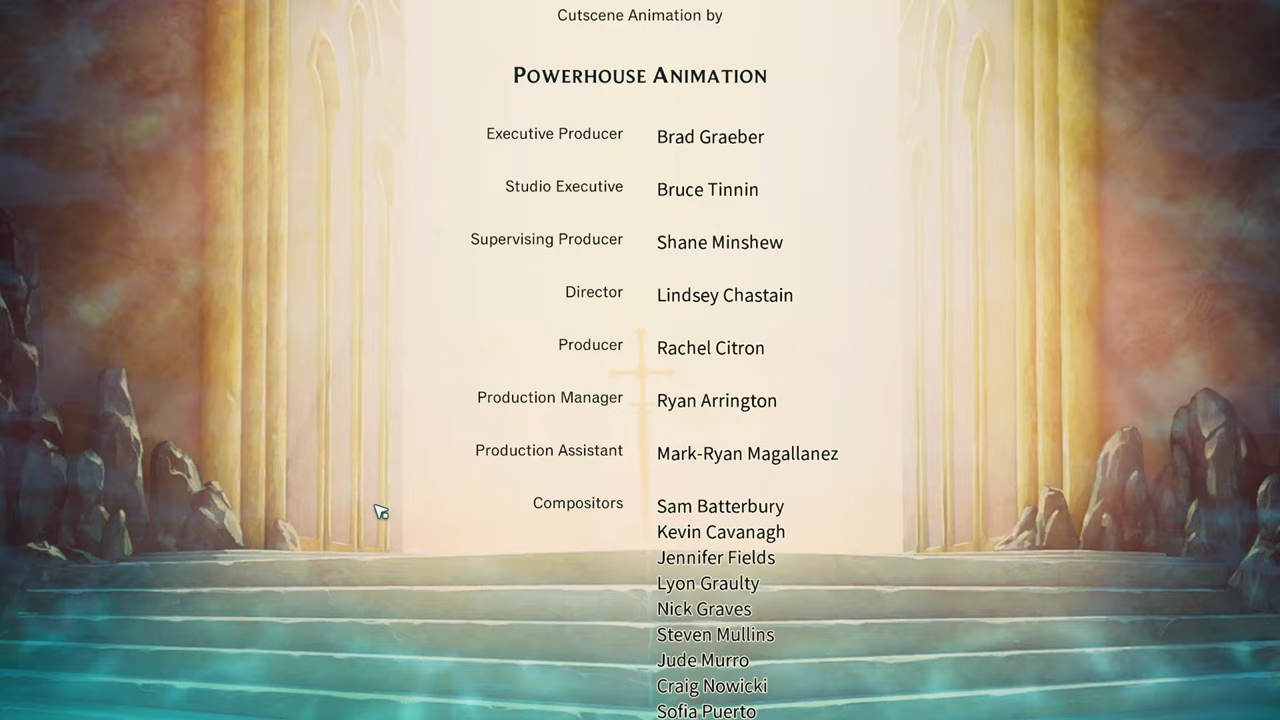 Cutscene Animation by
Powerhouse Animation
Executive Producer Brad Graeber
Studio Executive Bruce Tinnin
Supervising Producer Shane Minshew
Director Lindsey Chastain
Producer Rachel Citron
Production Manager Ryan Arrington
Production Assistant Mark-Ryan Magallanez
Compositors Sam Batterbury
Kevin Cavanagh
Jennifer Fields
Lyon Graulty
Nick Graves
Steven Mullins
Jude Murro
Craig Nowicki
Sofia Puerto